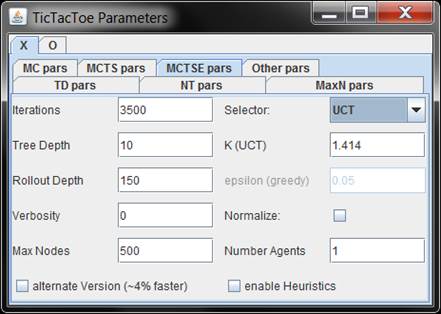 TicTacToe Parameters
X O
MC pars MCTS pars MCTSE pars Other pars
TD pars NT pars MaxN pars
Iterations 3500 Selector: UCT
Tree Depth 10 K (UCT) 1.414
Rollout Depth 150 epsilon (greedy) 0.05
Verbosity 0 Normalize:
Max Nodes 500 Number Agents 1
alternate Version (~4% faster) enable Heuristics